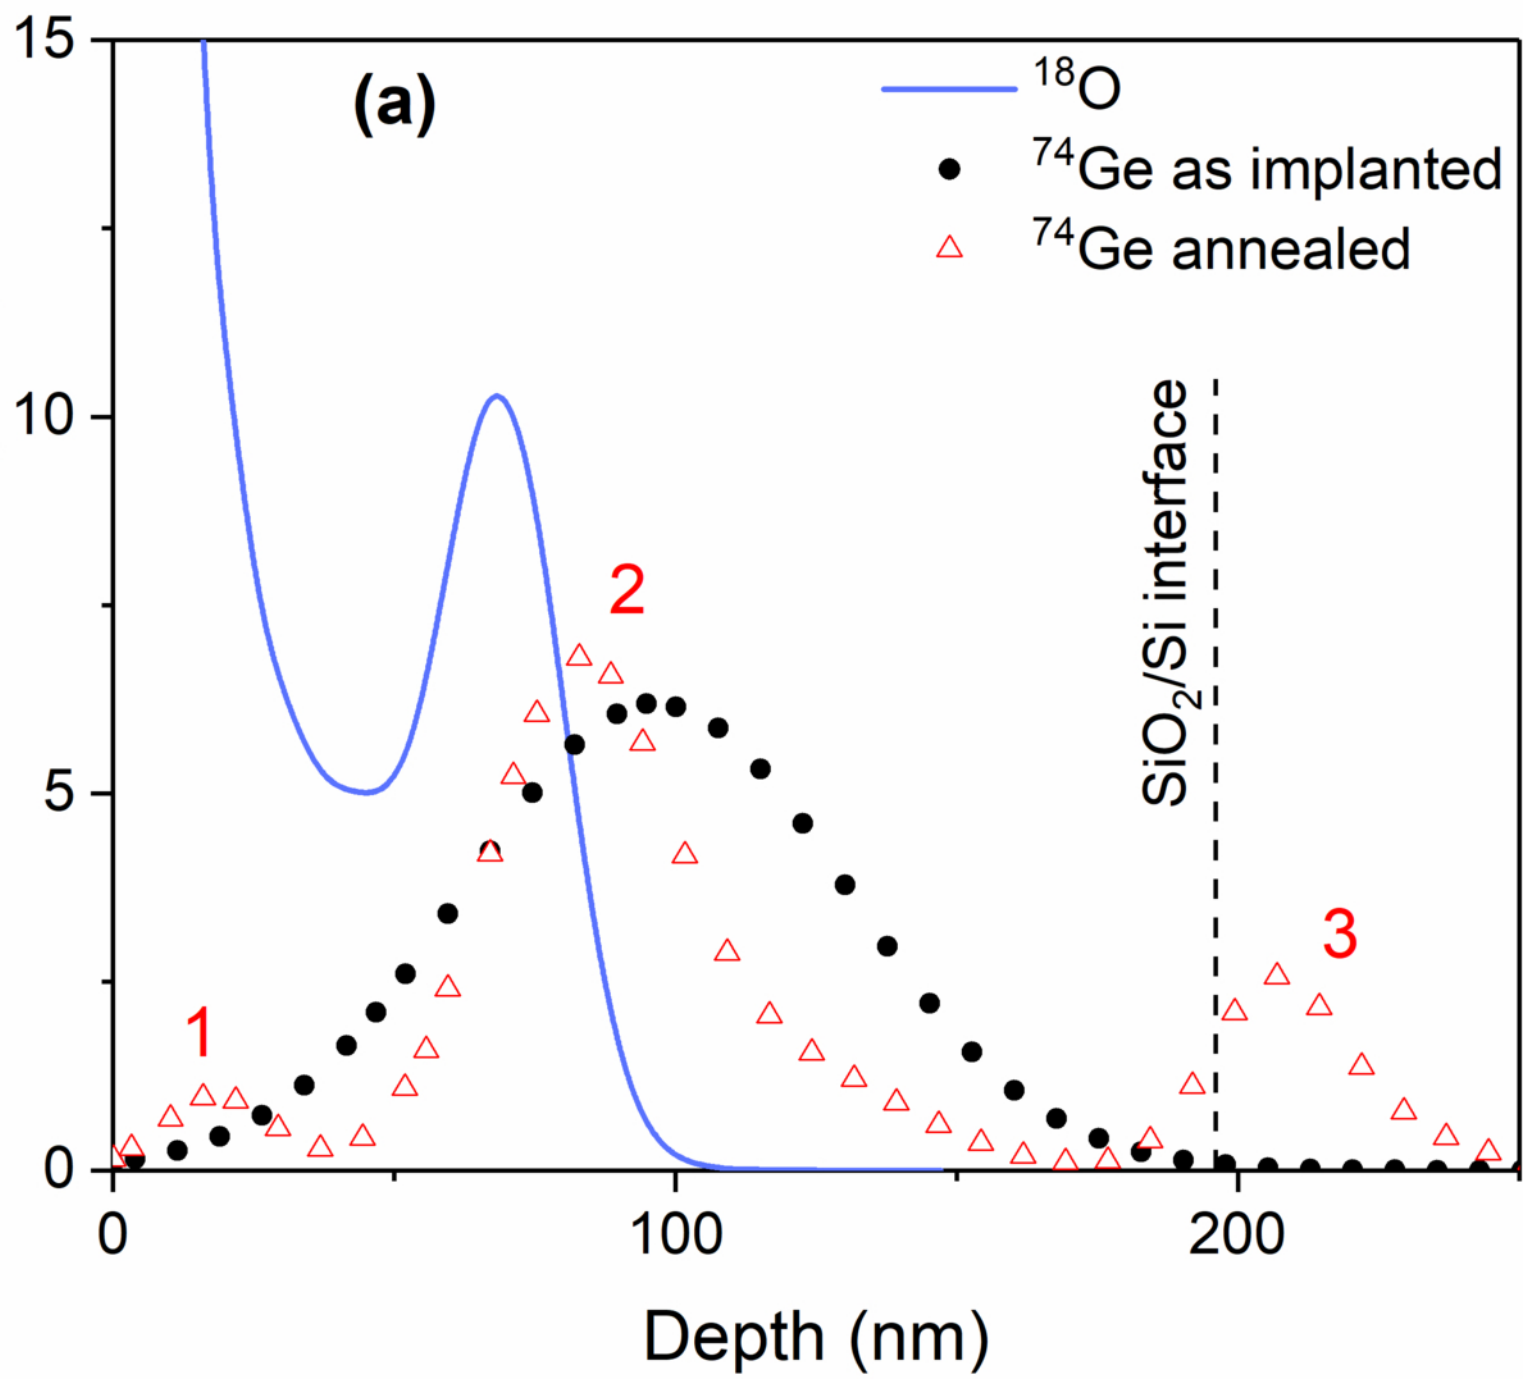 15
10
5
0
(a)
¹⁸O
⁷⁴Ge as implanted
⁷⁴Ge annealed
1
2
3
SiO₂/Si interface
0
100
200
Depth (nm)